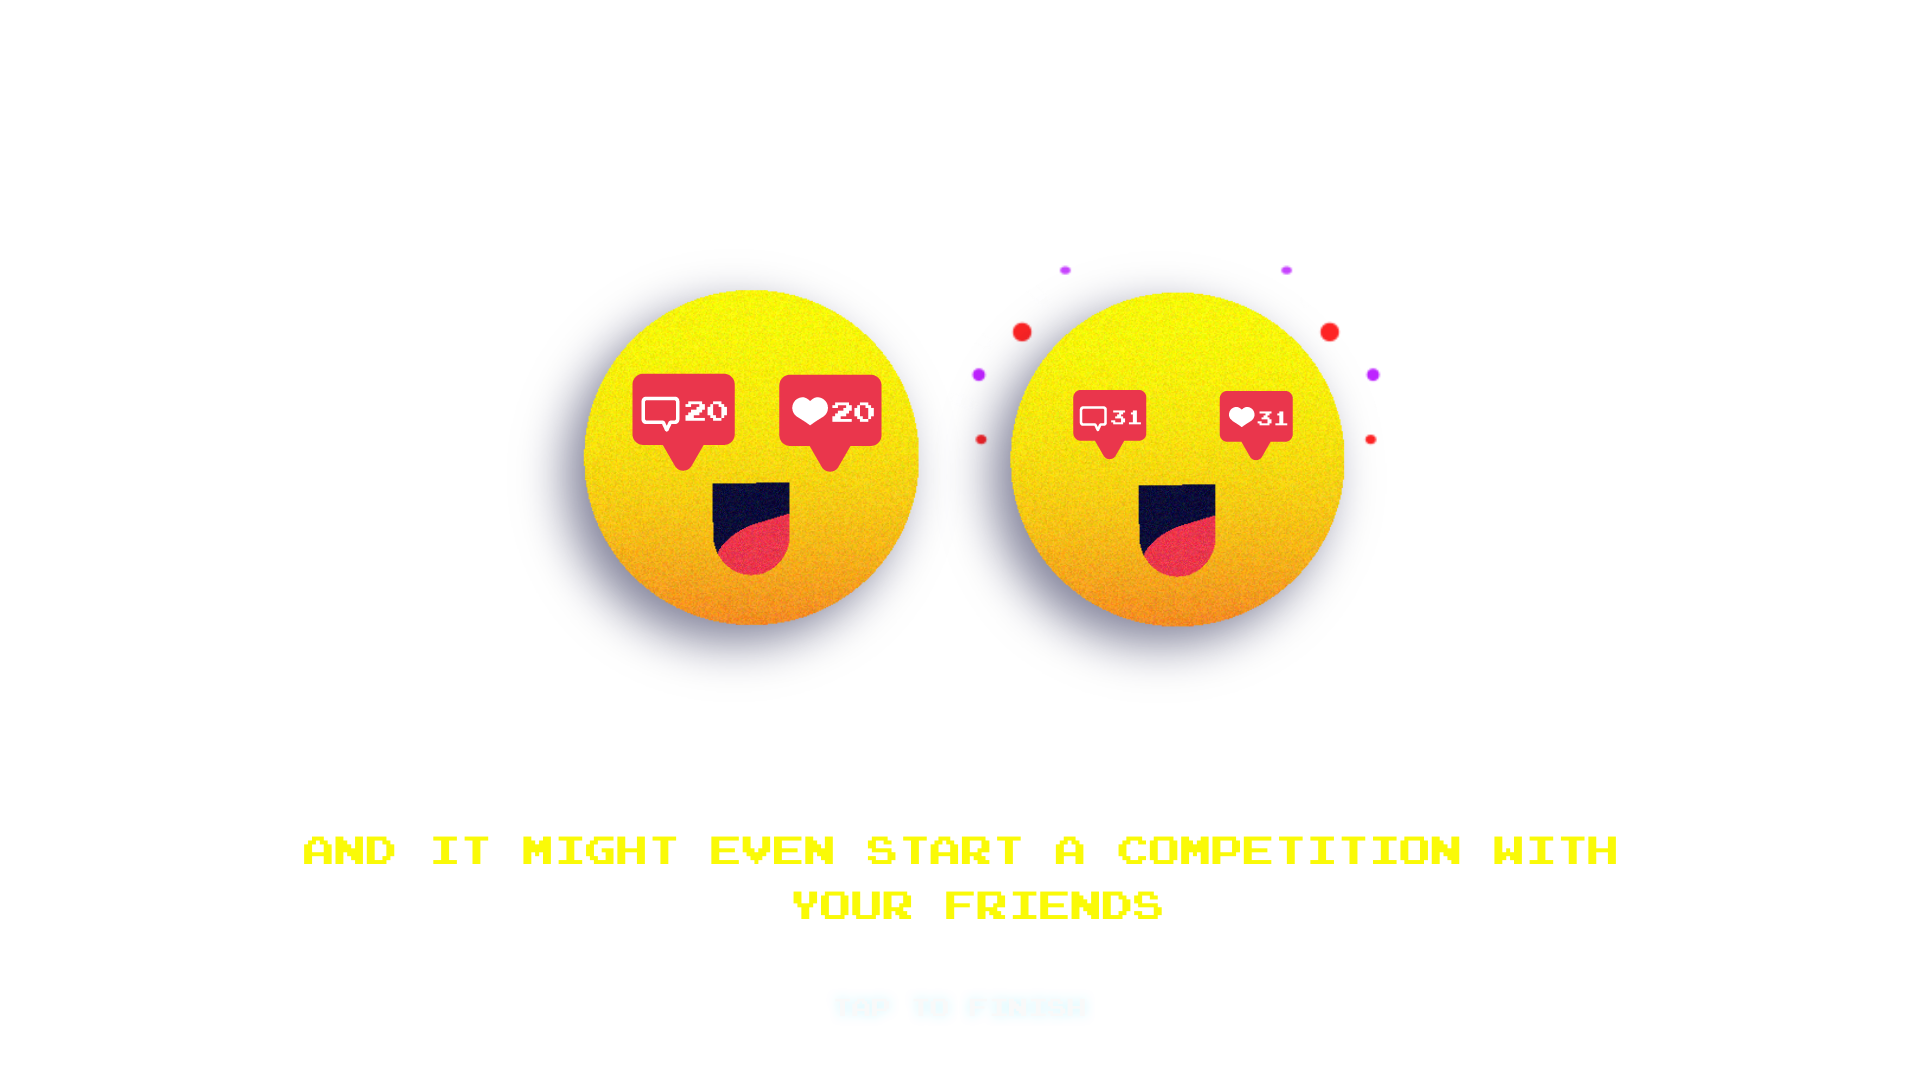 20 20
31 31
AND IT MIGHT EVEN START A COMPETITION WITH
YOUR FRIENDS